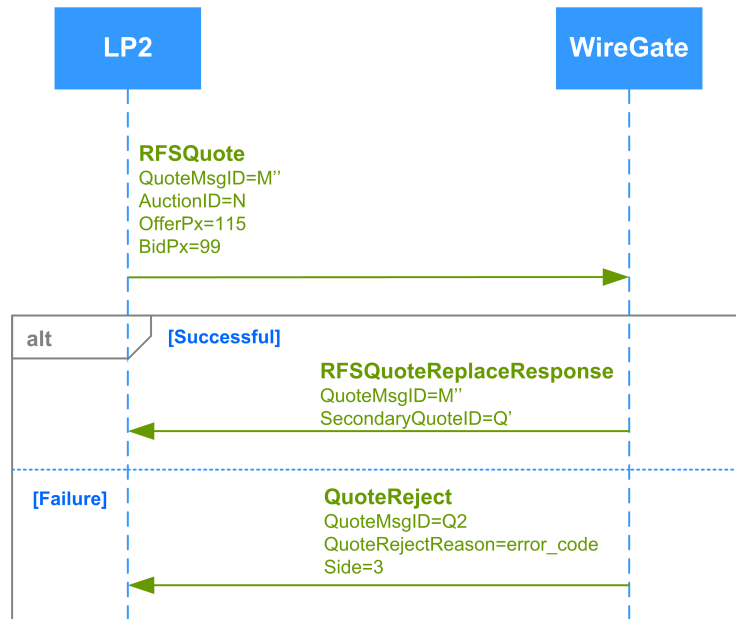 LP2
WireGate
RFSQuote
QuoteMsgID=M’’
AuctionID=N
OfferPx=115
BidPx=99
alt
[Successful]
RFSQuoteReplaceResponse
QuoteMsgID=M’’
SecondaryQuoteID=Q’
[Failure]
QuoteReject
QuoteMsgID=Q2
QuoteRejectReason=error_code
Side=3